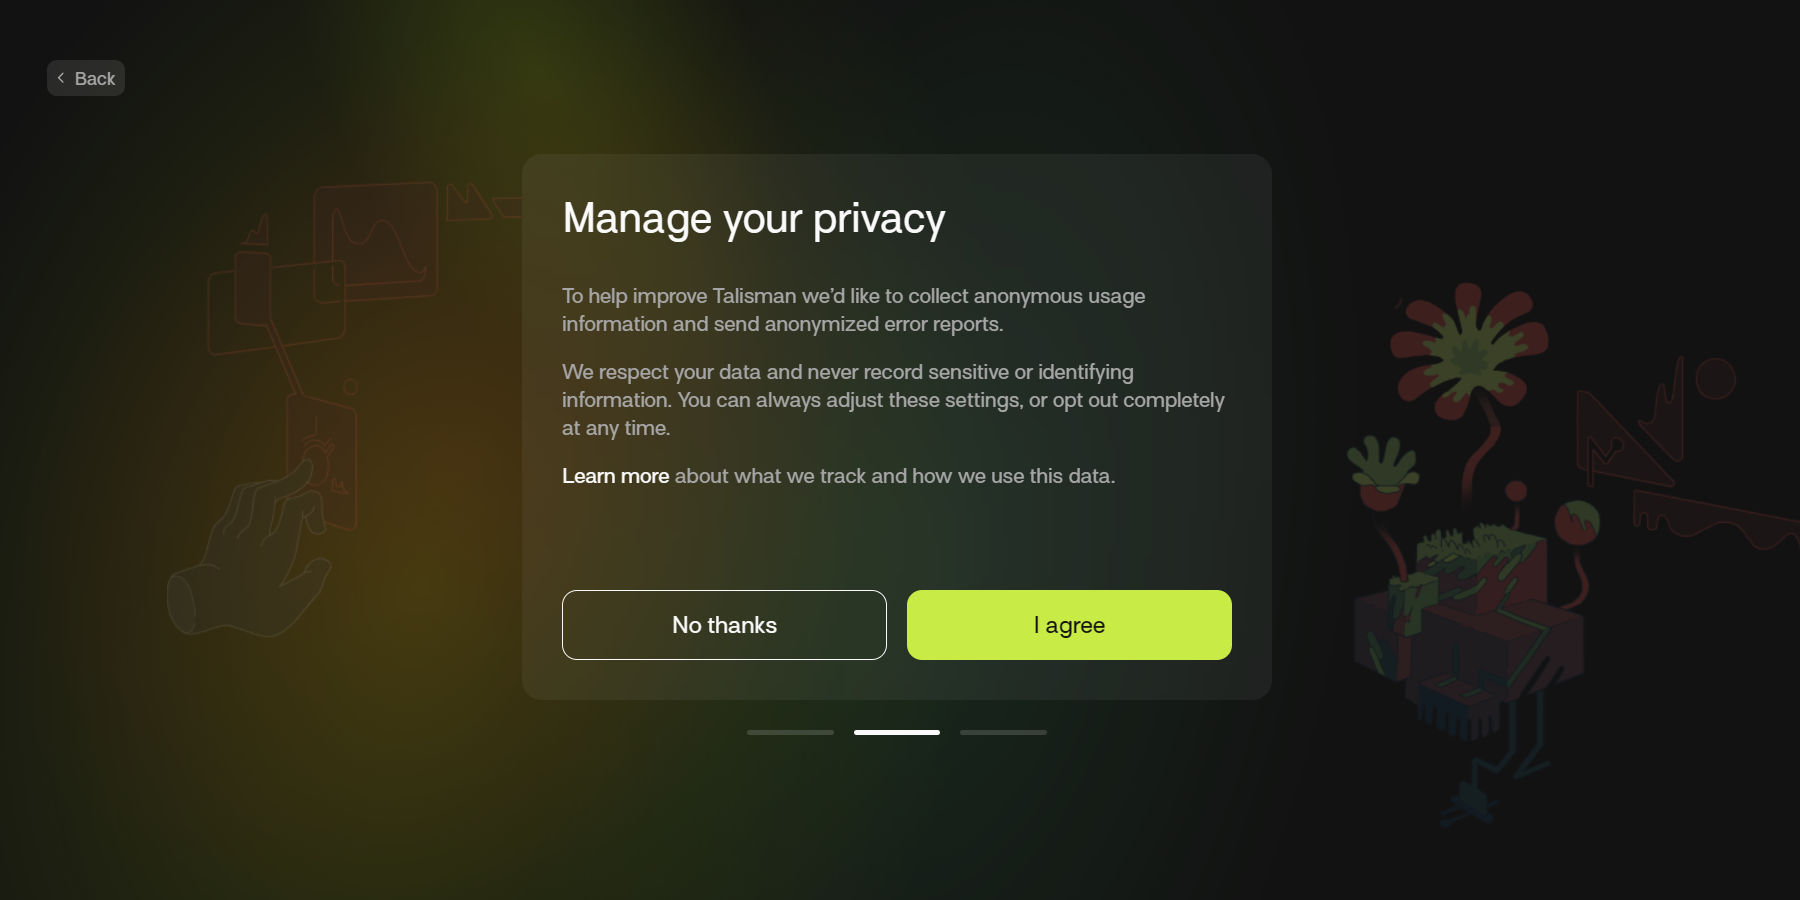 Back
Manage your privacy
To help improve Talisman we’d like to collect anonymous usage
information and send anonymized error reports.
We respect your data and never record sensitive or identifying
information. You can always adjust these settings, or opt out completely
at any time.
Learn more about what we track and how we use this data.
No thanks
I agree